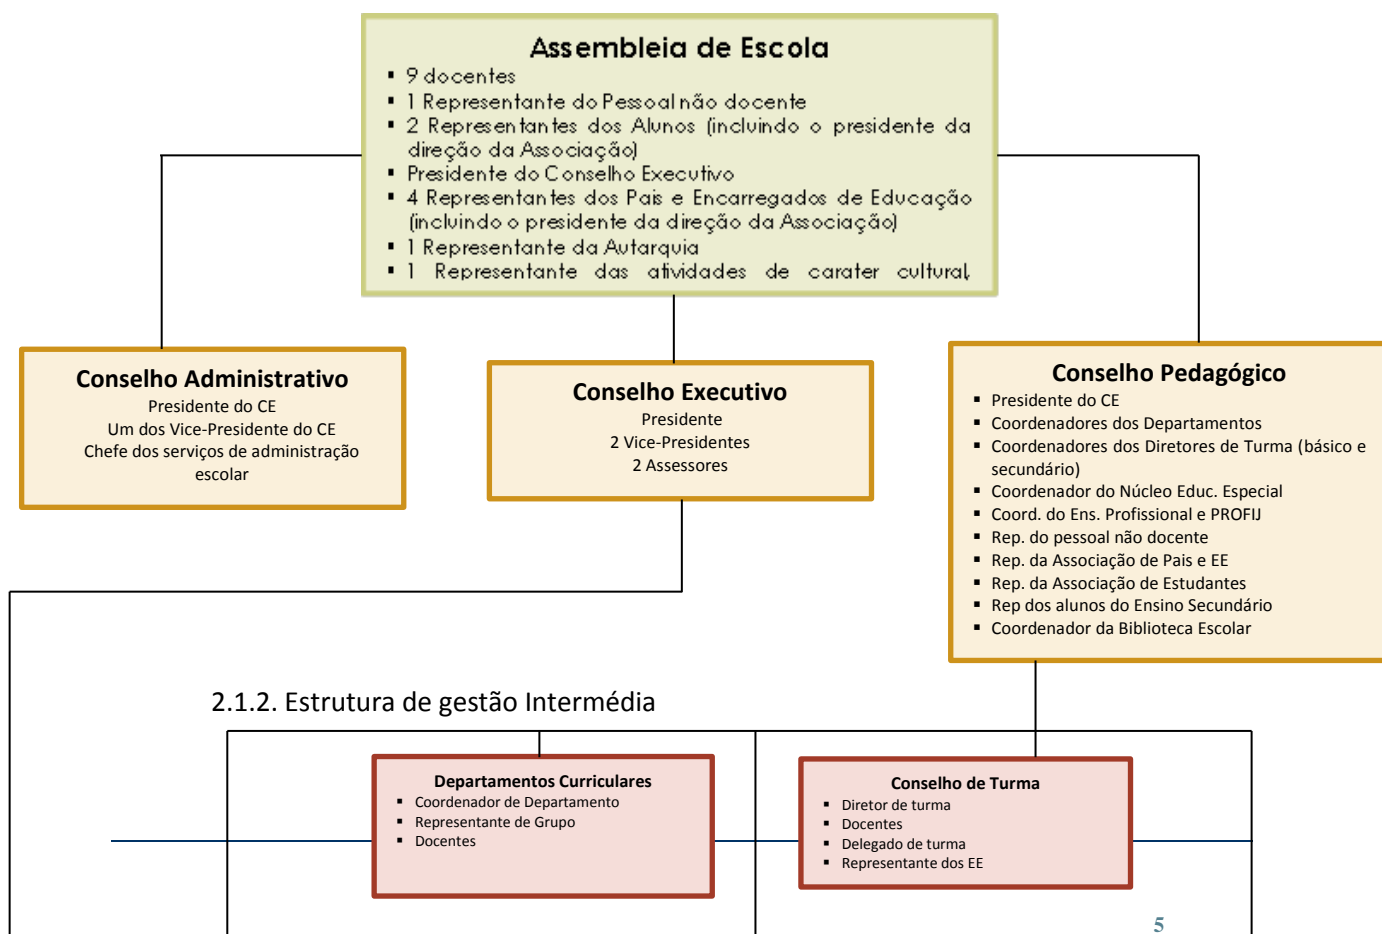 Assembleia de Escola
▪ 9 docentes
▪ 1 Representante do Pessoal não docente
▪ 2 Representantes dos Alunos (incluindo o presidente da
direção da Associação)
▪ Presidente do Conselho Executivo
▪ 4 Representantes dos Pais e Encarregados de Educação
(incluindo o presidente da direção da Associação)
▪ 1 Representante da Autarquia
▪ 1 Representante das atividades de carater cultural,
Conselho Administrativo
Presidente do CE
Um dos Vice-Presidente do CE
Chefe dos serviços de administração
escolar
Conselho Executivo
Presidente
2 Vice-Presidentes
2 Assessores
Conselho Pedagógico
▪ Presidente do CE
▪ Coordenadores dos Departamentos
▪ Coordenadores dos Diretores de Turma (básico e
secundário)
▪ Coordenador do Núcleo Educ. Especial
▪ Coord. do Ens. Profissional e PROFIJ
▪ Rep. do pessoal não docente
▪ Rep. da Associação de Pais e EE
▪ Rep. da Associação de Estudantes
▪ Rep dos alunos do Ensino Secundário
▪ Coordenador da Biblioteca Escolar
2.1.2. Estrutura de gestão Intermédia
Departamentos Curriculares
▪ Coordenador de Departamento
▪ Representante de Grupo
▪ Docentes
Conselho de Turma
▪ Diretor de turma
▪ Docentes
▪ Delegado de turma
▪ Representante dos EE
5